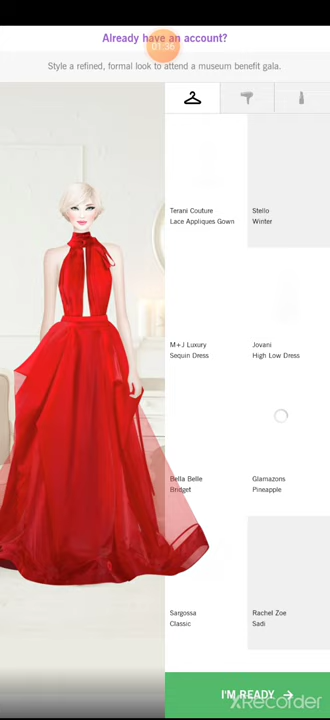 Already have an account?
01:36
Style a refined, formal look to attend a museum benefit gala.
Terani Couture
Lace Appliques Gown
Stello
Winter
M+J Luxury
Sequin Dress
Jovani
High Low Dress
Bella Belle
Bridget
Glamazons
Pineapple
Sargossa
Classic
Rachel Zoe
Sadi
I'M READY
XRecorder